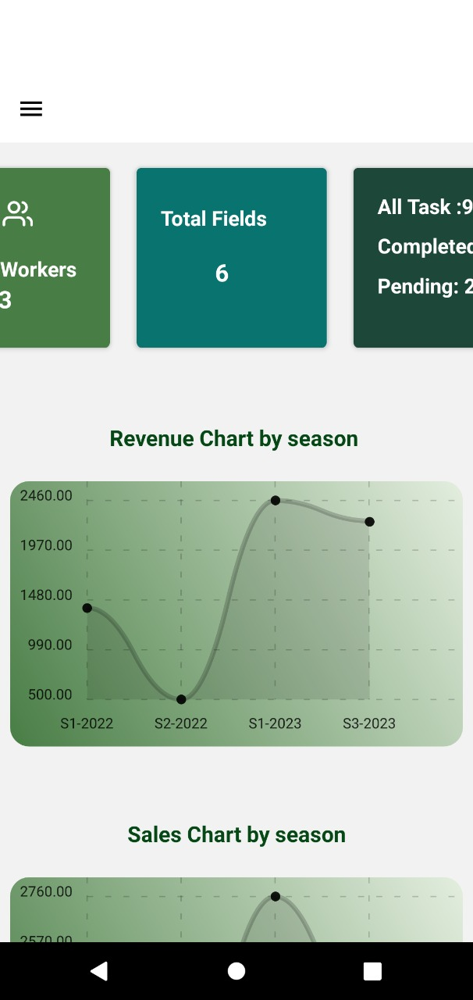 Workers
3
Total Fields
6
All Task :9
Completed
Pending: 2
Revenue Chart by season
2460.00
1970.00
1480.00
990.00
500.00
S1-2022 S2-2022 S1-2023 S3-2023
Sales Chart by season
2760.00
2570.00